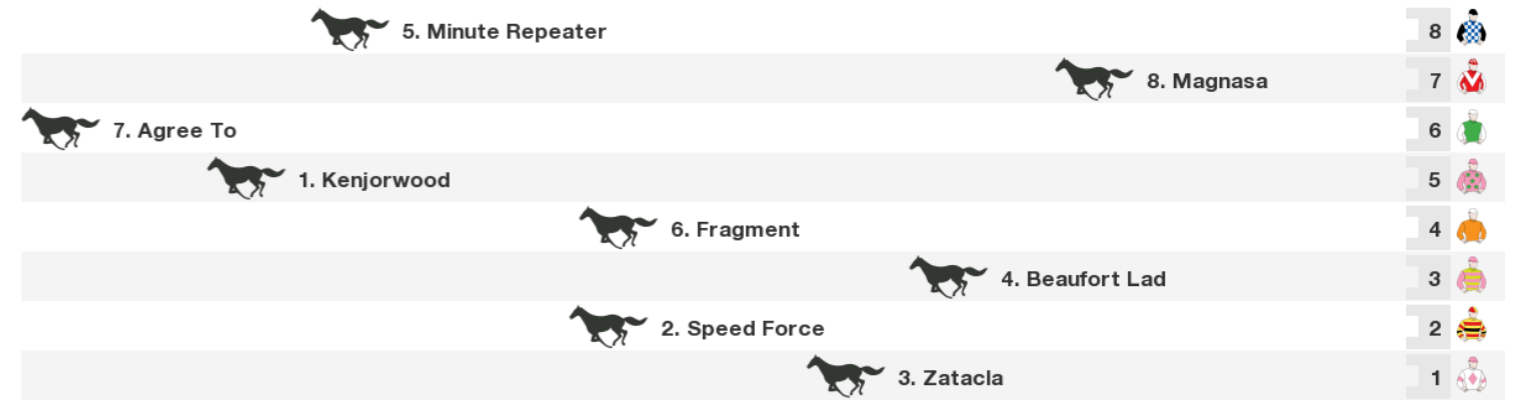 5. Minute Repeater 8
8. Magnasa 7
7. Agree To 6
1. Kenjorwood 5
6. Fragment 4
4. Beaufort Lad 3
2. Speed Force 2
3. Zatacla 1